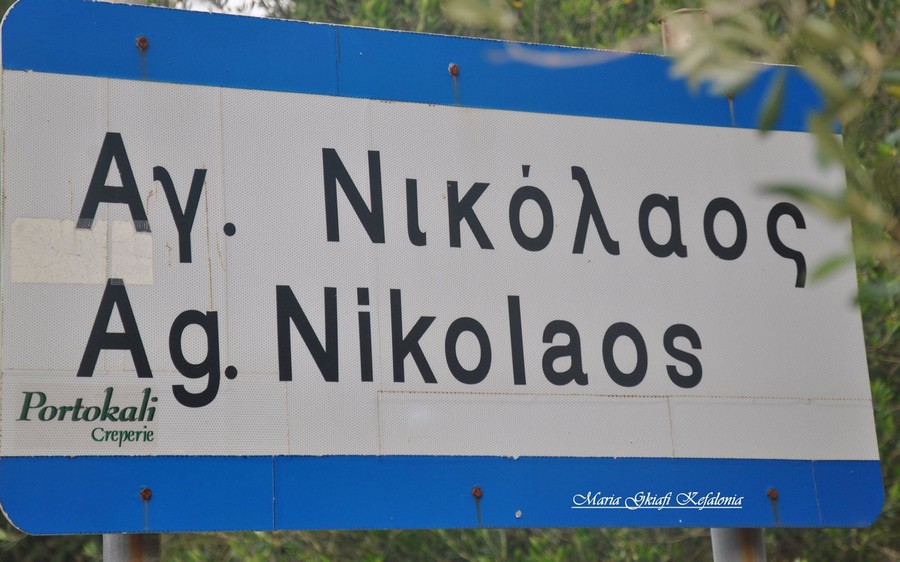 Αγ. Νικόλαος
Ag. Nikolaos
Portokali
Creperie
Maria Gkiafi Kefalonia